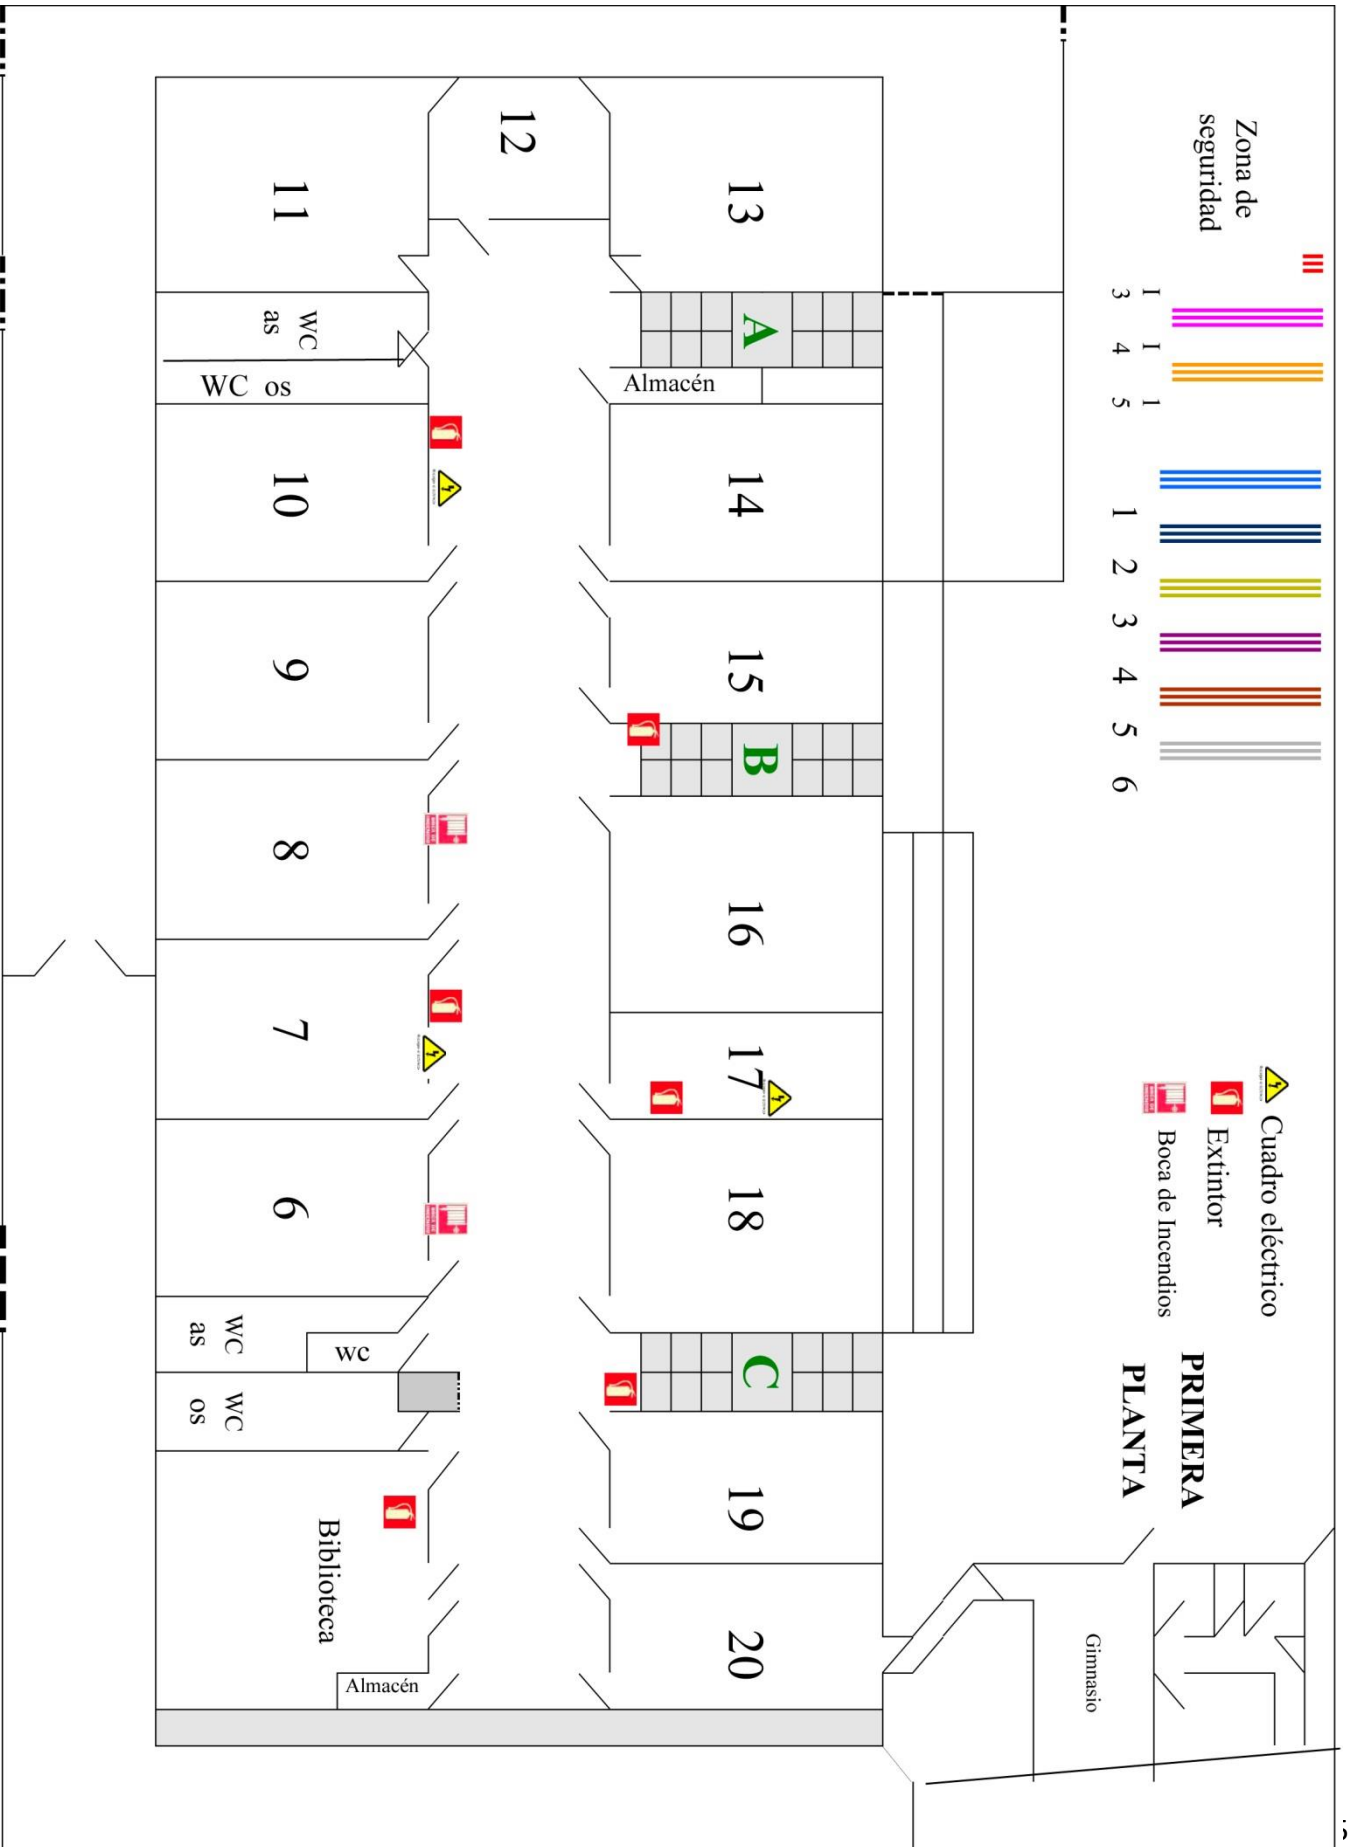 Zona de
seguridad
I 3
I 4
1 5
1 2 3 4 5 6
Cuadro eléctrico
Extintor
Boca de Incendios
PRIMERA
PLANTA
Gimnasio
13
A
Almacén
14
15
B
16
17
18
C
19
20
12
11
WC
as
WC os
10
9
8
7
6
WC
as
wc
WC
os
Biblioteca
Almacén